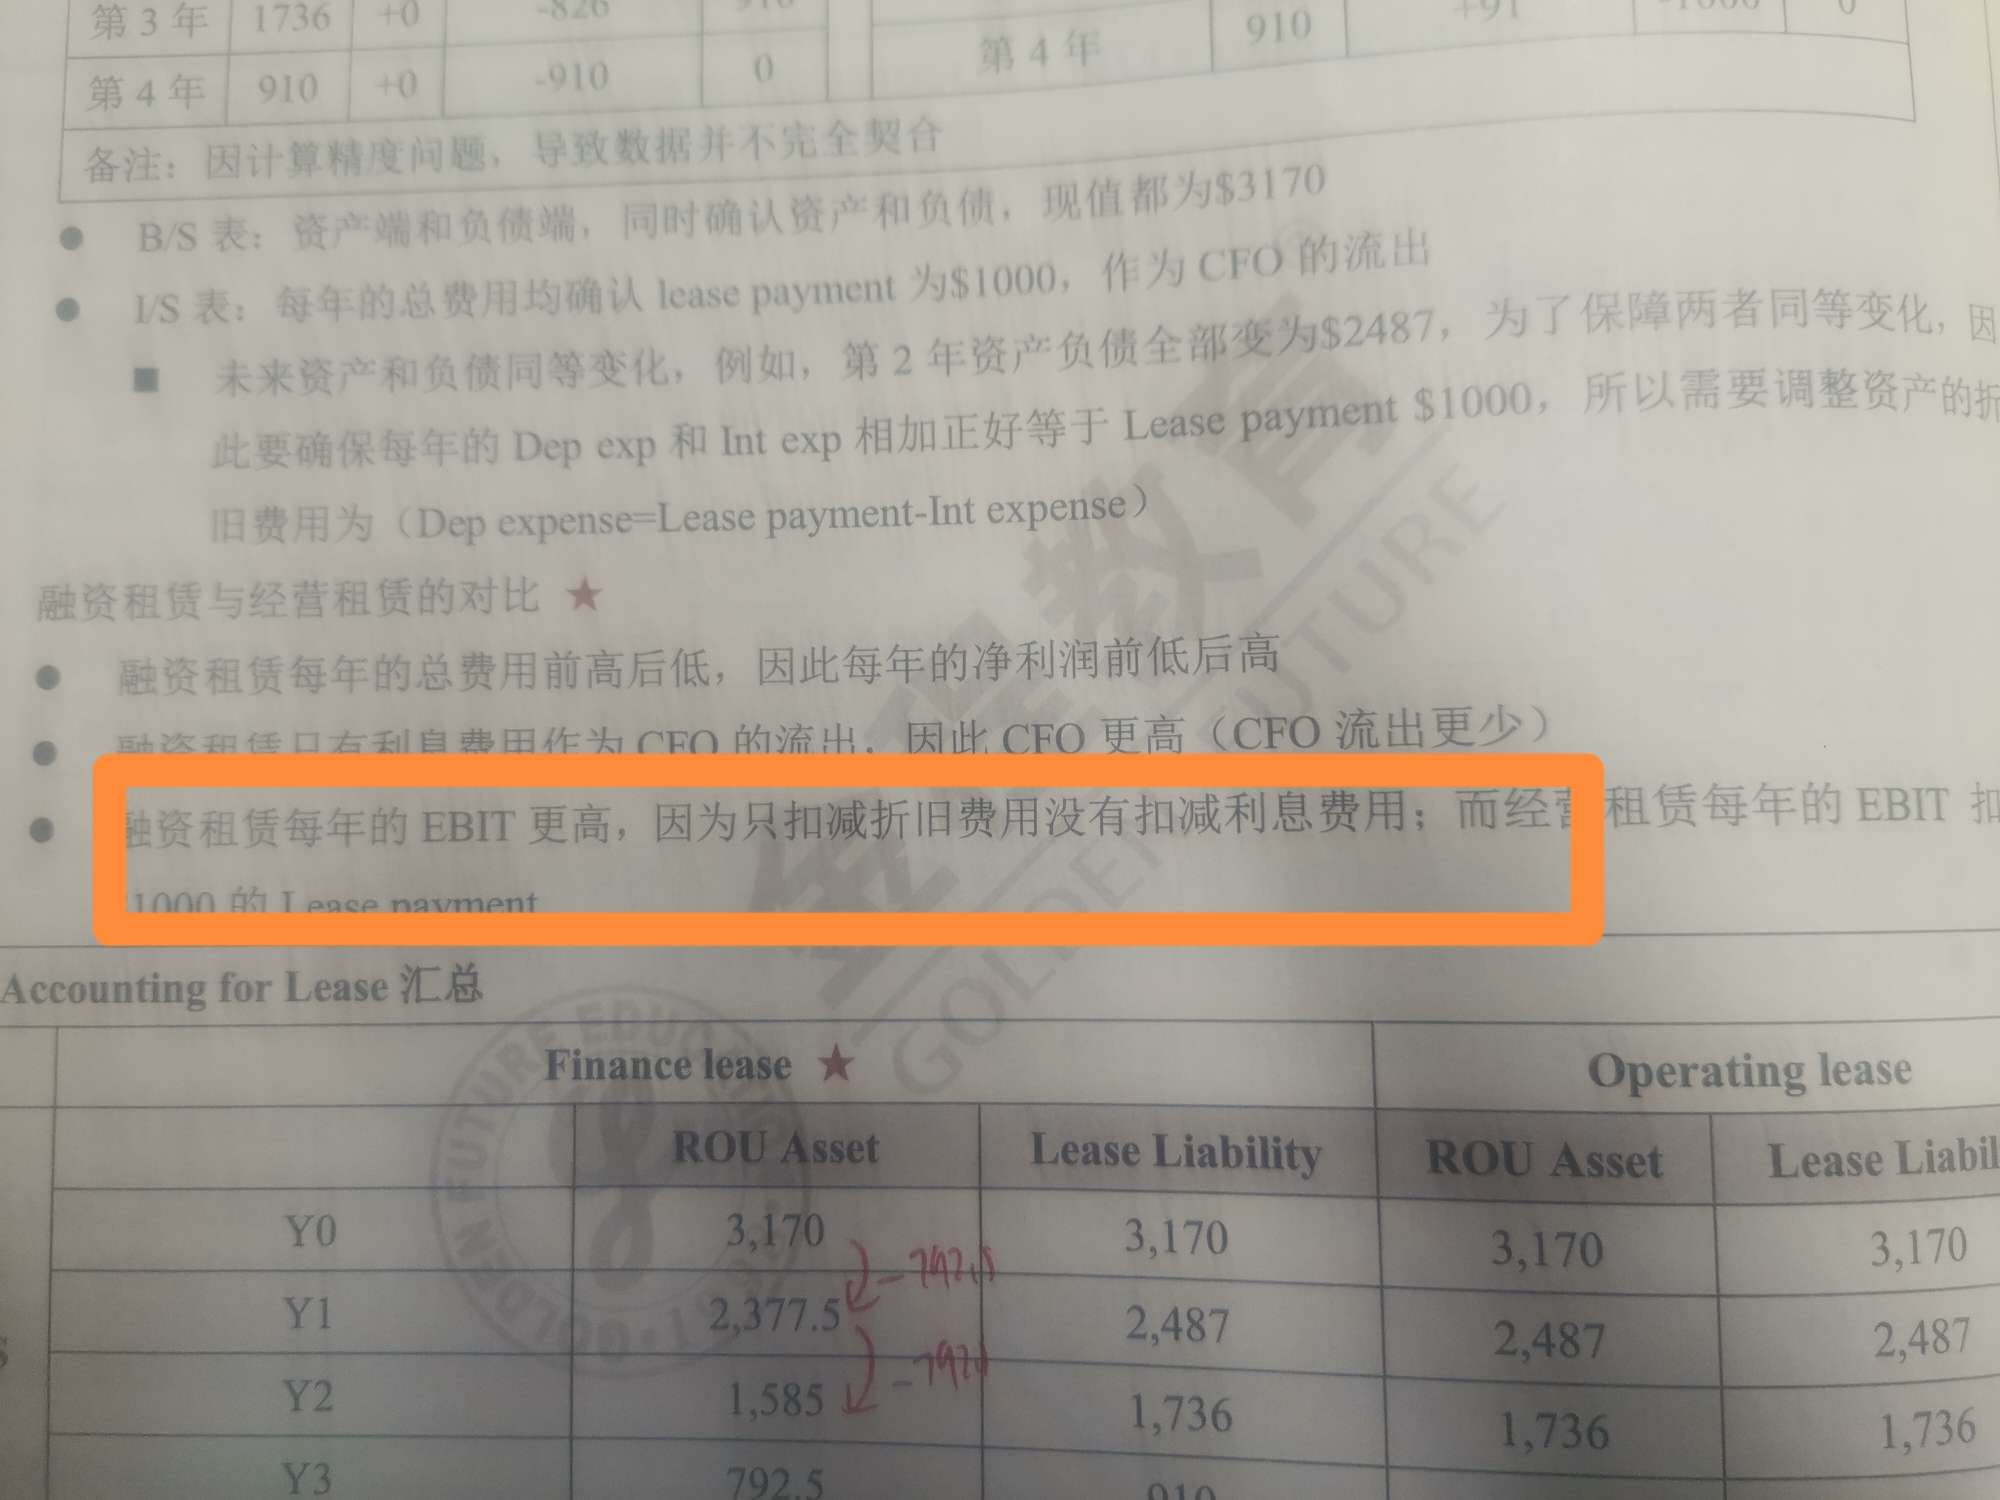 第 3 年 1736 +0 -826 910
第 4 年 910 +0 -910 0
第 4 年 910 +91 -1000 0
备注：因计算精度问题，导致数据并不完全契合
● B/S 表：资产端和负债端，同时确认资产和负债，现值都为$3170
● I/S 表：每年的总费用均确认 lease payment 为$1000，作为 CFO 的流出
■ 未来资产和负债同等变化，例如，第 2 年资产负债全部变为$2487，为了保障两者同等变化，因
此要确保每年的 Dep exp 和 Int exp 相加正好等于 Lease payment $1000，所以需要调整资产的折
旧费用为（Dep expense=Lease payment-Int expense）
融资租赁与经营租赁的对比 ★
● 融资租赁每年的总费用前高后低，因此每年的净利润前低后高
● 融资租赁只有利息费用作为 CFO 的流出，因此 CFO 更高（CFO 流出更少）
● 融资租赁每年的 EBIT 更高，因为只扣减折旧费用没有扣减利息费用；而经营租赁每年的 EBIT 扣
1000 的 Lease payment
Accounting for Lease 汇总
Finance lease ★ Operating lease
ROU Asset Lease Liability ROU Asset Lease Liabil
Y0 3,170 3,170 3,170 3,170
-792.5
Y1 2,377.5 2,487 2,487 2,487
Y2 1,585 1,736 1,736 1,736
Y3 792.5 910
金程教育
GOLDEN FUTURE
GOLDEN FUTURE EDUCATION